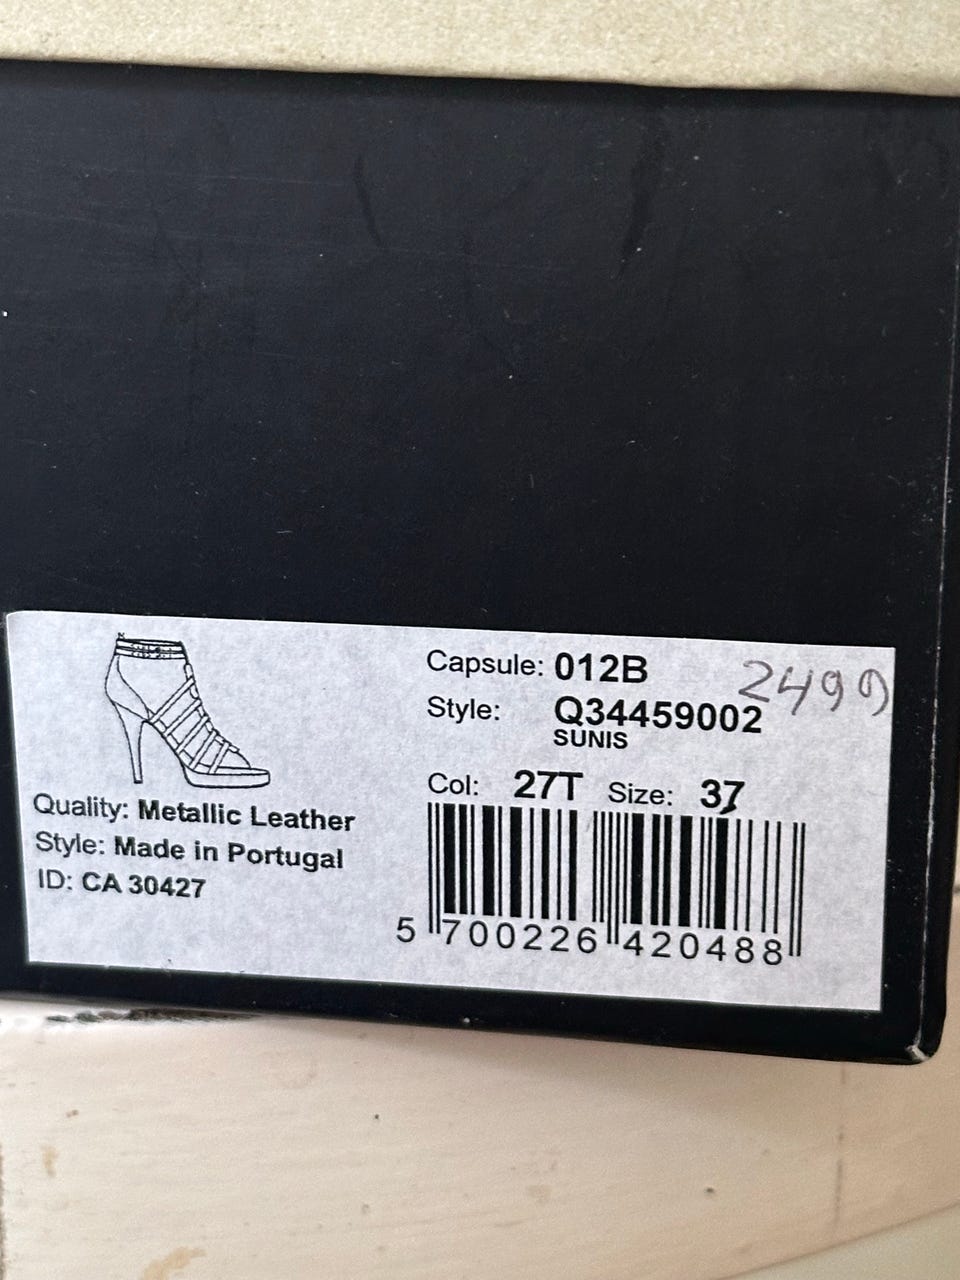 Capsule: 012B
2499
Style: Q34459002
SUNIS
Col: 27T Size: 37
Quality: Metallic Leather
Style: Made in Portugal
ID: CA 30427
5 700226 420488